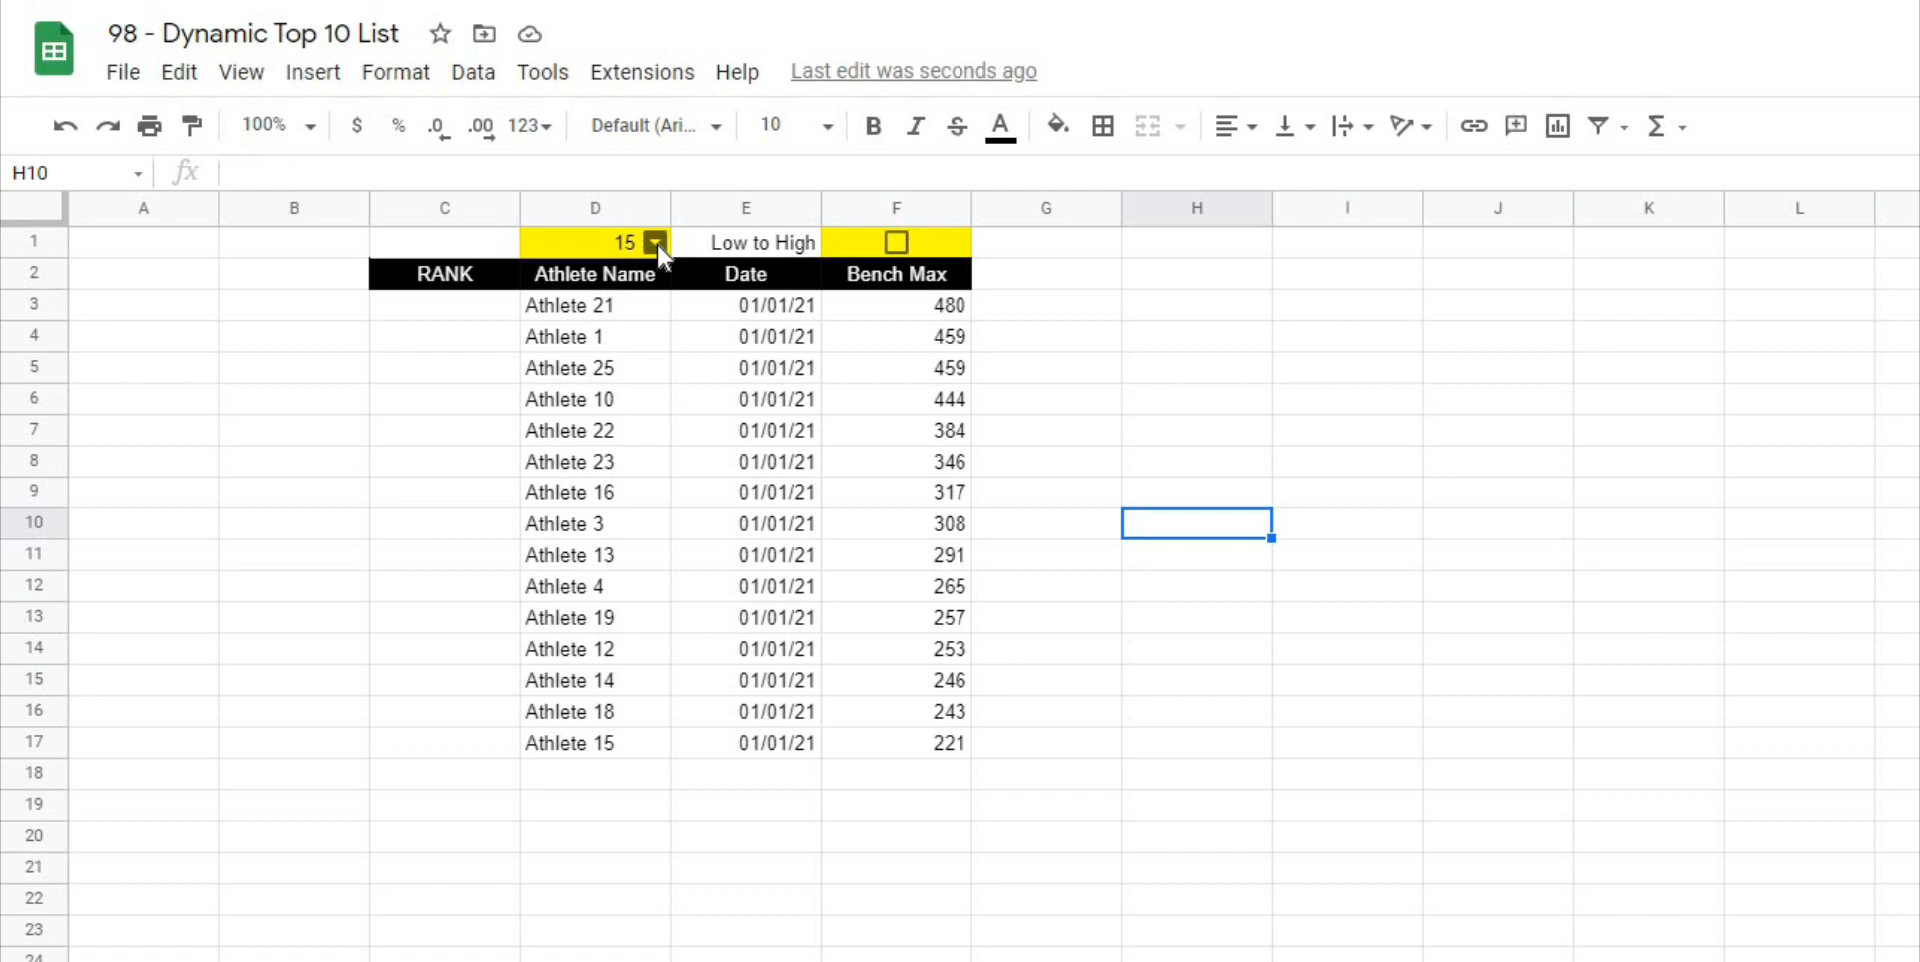 98 - Dynamic Top 10 List
File Edit View Insert Format Data Tools Extensions Help Last edit was seconds ago
100% $ % .0 .00 123 Default (Ari... 10 B I S A
H10 fx
A B C D E F G H I J K L
1 15 Low to High
2 RANK Athlete Name Date Bench Max
3 Athlete 21 01/01/21 480
4 Athlete 1 01/01/21 459
5 Athlete 25 01/01/21 459
6 Athlete 10 01/01/21 444
7 Athlete 22 01/01/21 384
8 Athlete 23 01/01/21 346
9 Athlete 16 01/01/21 317
10 Athlete 3 01/01/21 308
11 Athlete 13 01/01/21 291
12 Athlete 4 01/01/21 265
13 Athlete 19 01/01/21 257
14 Athlete 12 01/01/21 253
15 Athlete 14 01/01/21 246
16 Athlete 18 01/01/21 243
17 Athlete 15 01/01/21 221
18
19
20
21
22
23
24